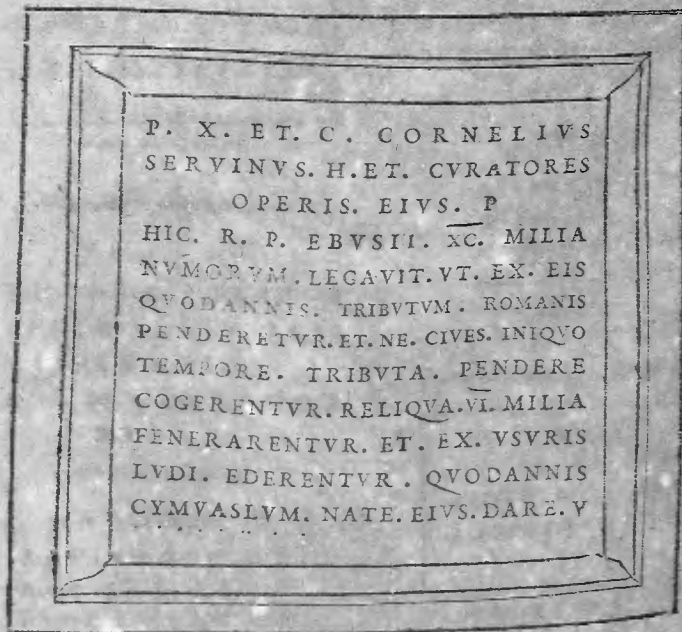 P. X. ET. C. CORNELIVS
SERVINVS. H. ET. CVRATORES
OPERIS. EIVS. P
HIC. R. P. EBVSII. XC. MILIA
NVMORVM. LEGAVIT. VT. EX. EIS
QVODANNIS. TRIBVTVM. ROMANIS
PENDERETVR. ET. NE. CIVES. INIQVO
TEMPORE. TRIBVTA. PENDERE
COGERENTVR. RELIQVA. VI. MILIA
FENERARENTVR. ET. EX. VSVRIS
LVDI. EDERENTVR. QVODANNIS
CYMVASLVM. NATE. EIVS. DARE. V